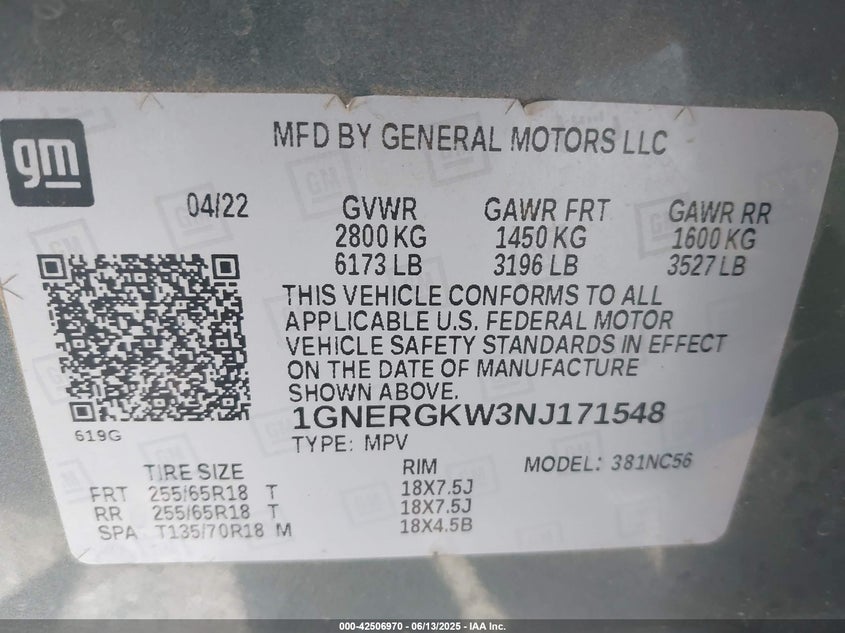 MFD BY GENERAL MOTORS LLC
gm
04/22 GVWR GAWR FRT GAWR RR
2800 KG 1450 KG 1600 KG
6173 LB 3196 LB 3527 LB
THIS VEHICLE CONFORMS TO ALL
APPLICABLE U.S. FEDERAL MOTOR
VEHICLE SAFETY STANDARDS IN EFFECT
ON THE DATE OF MANUFACTURE
SHOWN ABOVE.
1GNERGKW3NJ171548
619G
TYPE: MPV MODEL: 381NC56
TIRE SIZE RIM
FRT 255/65R18 T 18X7.5J
RR 255/65R18 T 18X7.5J
SPA T135/70R18 M 18X4.5B
000-42506970 - 06/13/2025 - IAA Inc.